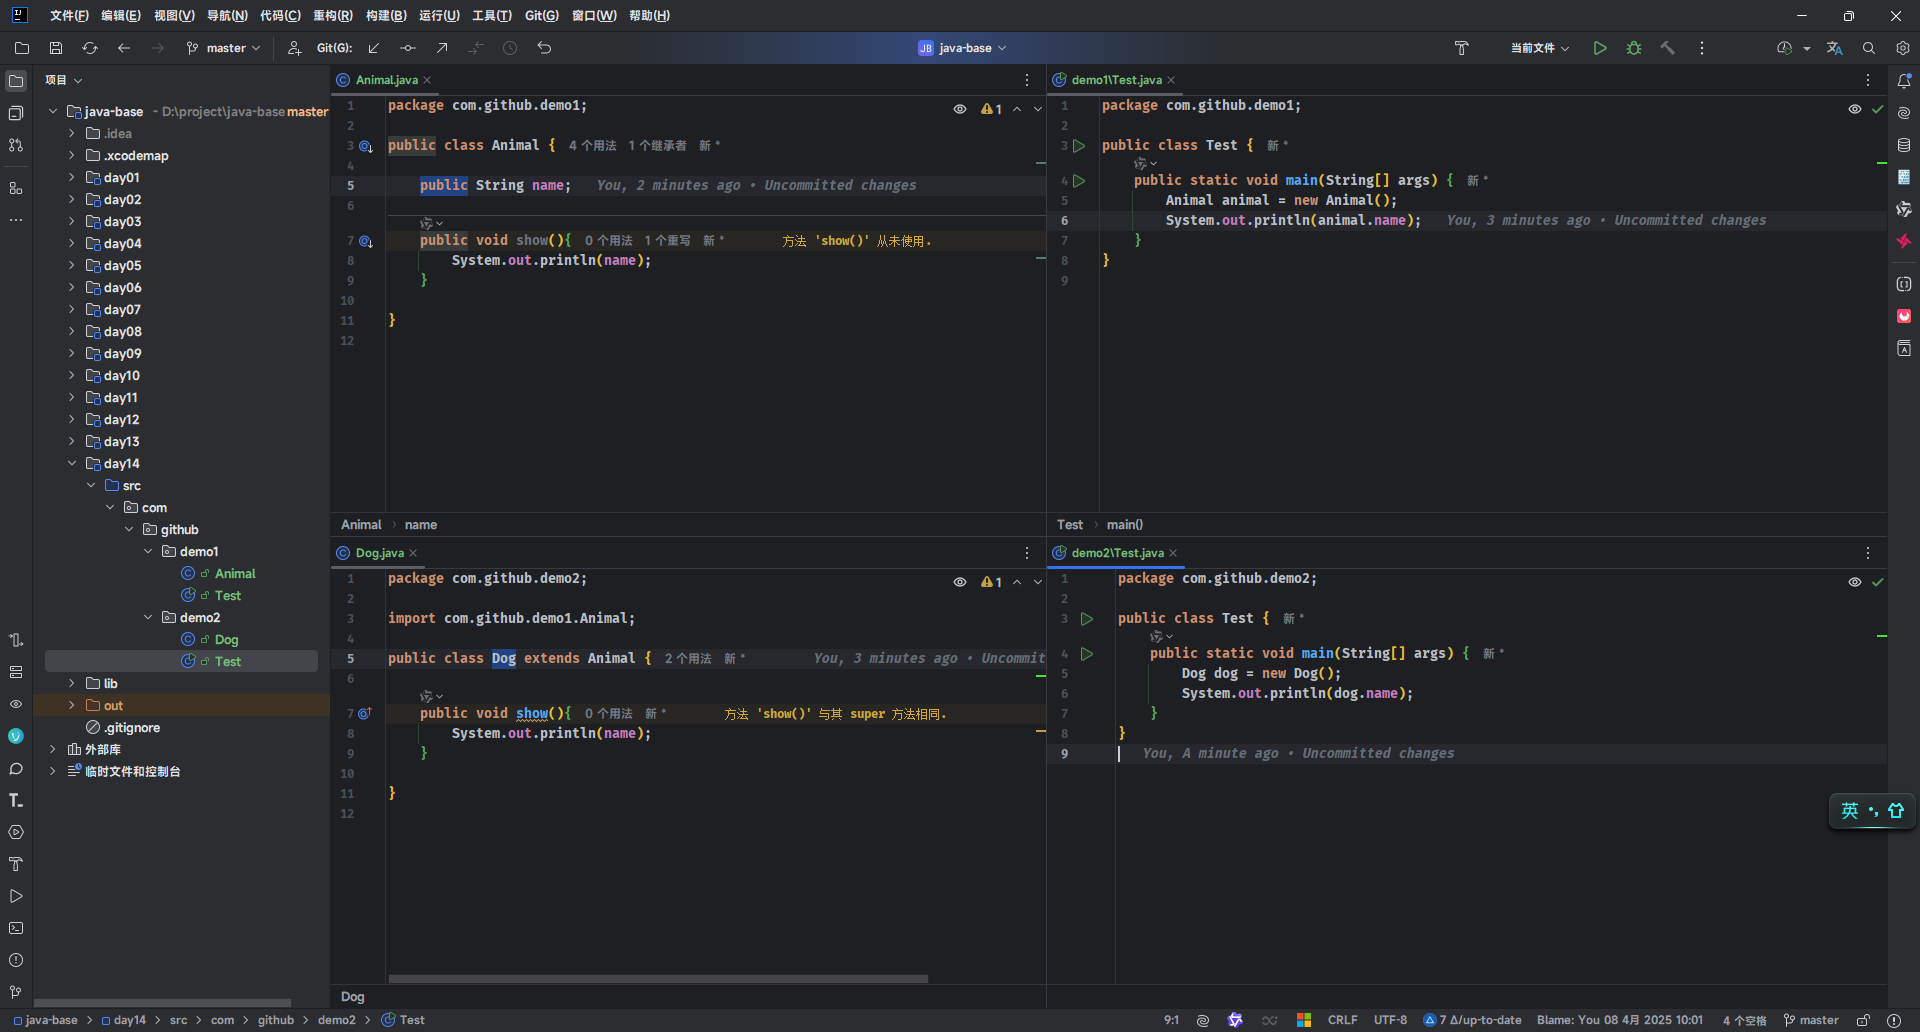 文件(F) 编辑(E) 视图(V) 导航(N) 代码(C) 重构(R) 构建(B) 运行(U) 工具(T) Git(G) 窗口(W) 帮助(H)
master Git(G): JB java-base 当前文件
项目
java-base - D:\project\java-base master
.idea
.xcodemap
day01
day02
day03
day04
day05
day06
day07
day08
day09
day10
day11
day12
day13
day14
src
com
github
demo1
Animal
Test
demo2
Dog
Test
lib
out
.gitignore
外部库
临时文件和控制台
Animal.java
1 package com.github.demo1; 1
2
3 public class Animal { 4 个用法 1 个继承者 新 *
4
5 public String name; You, 2 minutes ago • Uncommitted changes
6
7 public void show(){ 0 个用法 1 个重写 新 * 方法 'show()' 从未使用.
8 System.out.println(name);
9 }
10
11 }
12
Animal name
demo1\Test.java
1 package com.github.demo1;
2
3 public class Test { 新 *
4 public static void main(String[] args) { 新 *
5 Animal animal = new Animal();
6 System.out.println(animal.name); You, 3 minutes ago • Uncommitted changes
7 }
8 }
9
Test main()
Dog.java
1 package com.github.demo2; 1
2
3 import com.github.demo1.Animal;
4
5 public class Dog extends Animal { 2 个用法 新 * You, 3 minutes ago • Uncommit
6
7 public void show(){ 0 个用法 新 * 方法 'show()' 与其 super 方法相同.
8 System.out.println(name);
9 }
10
11 }
12
Dog
demo2\Test.java
1 package com.github.demo2;
2
3 public class Test { 新 *
4 public static void main(String[] args) { 新 *
5 Dog dog = new Dog();
6 System.out.println(dog.name);
7 }
8 }
9 You, A minute ago • Uncommitted changes
英
java-base day14 src com github demo2 Test 9:1 CRLF UTF-8 7 Δ/up-to-date Blame: You 08 4月 2025 10:01 4 个空格 master